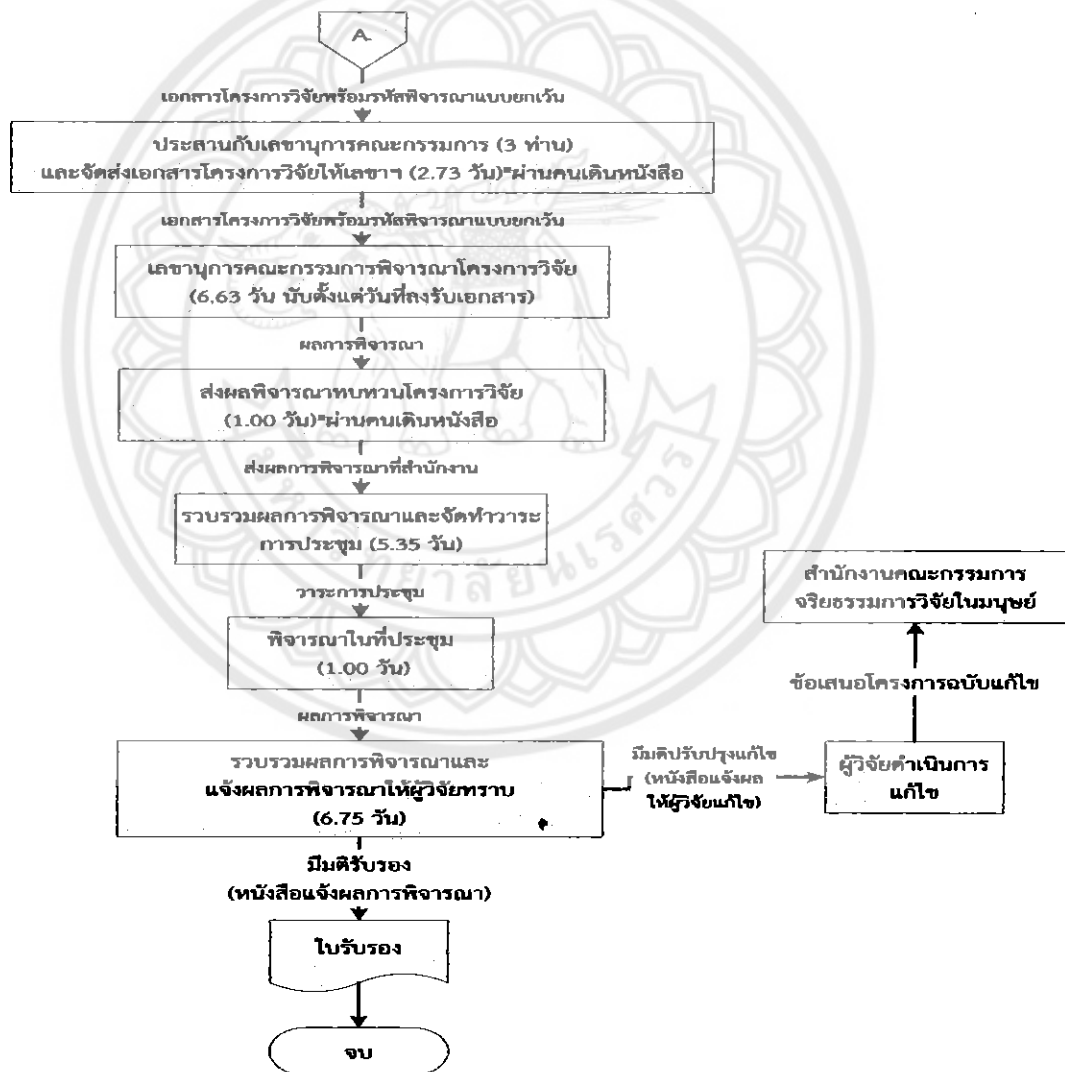 A
เอกสารโครงการวิจัยพร้อมรหัสพิจารณาแบบยกเว้น
ประสานกับเลขานุการคณะกรรมการ (3 ท่าน)
และจัดส่งเอกสารโครงการวิจัยให้เลขาฯ (2.73 วัน)*ผ่านคนเดินหนังสือ
เอกสารโครงการวิจัยพร้อมรหัสพิจารณาแบบยกเว้น
เลขานุการคณะกรรมการพิจารณาโครงการวิจัย
(6.63 วัน นับตั้งแต่วันที่ลงรับเอกสาร)
ผลการพิจารณา
ส่งผลพิจารณาทบทวนโครงการวิจัย
(1.00 วัน)*ผ่านคนเดินหนังสือ
ส่งผลการพิจารณาที่สำนักงาน
รวบรวมผลการพิจารณาและจัดทำวาระ
การประชุม (5.35 วัน)
วาระการประชุม
พิจารณาในที่ประชุม
(1.00 วัน)
ผลการพิจารณา
รวบรวมผลการพิจารณาและ
แจ้งผลการพิจารณาให้ผู้วิจัยทราบ
(6.75 วัน)
มีมติปรับปรุงแก้ไข
(หนังสือแจ้งผล
ให้ผู้วิจัยแก้ไข)
ผู้วิจัยดำเนินการ
แก้ไข
ข้อเสนอโครงการฉบับแก้ไข
สำนักงานคณะกรรมการ
จริยธรรมการวิจัยในมนุษย์
มีมติรับรอง
(หนังสือแจ้งผลการพิจารณา)
ใบรับรอง
จบ
มหาวิทยาลัยนเรศวร